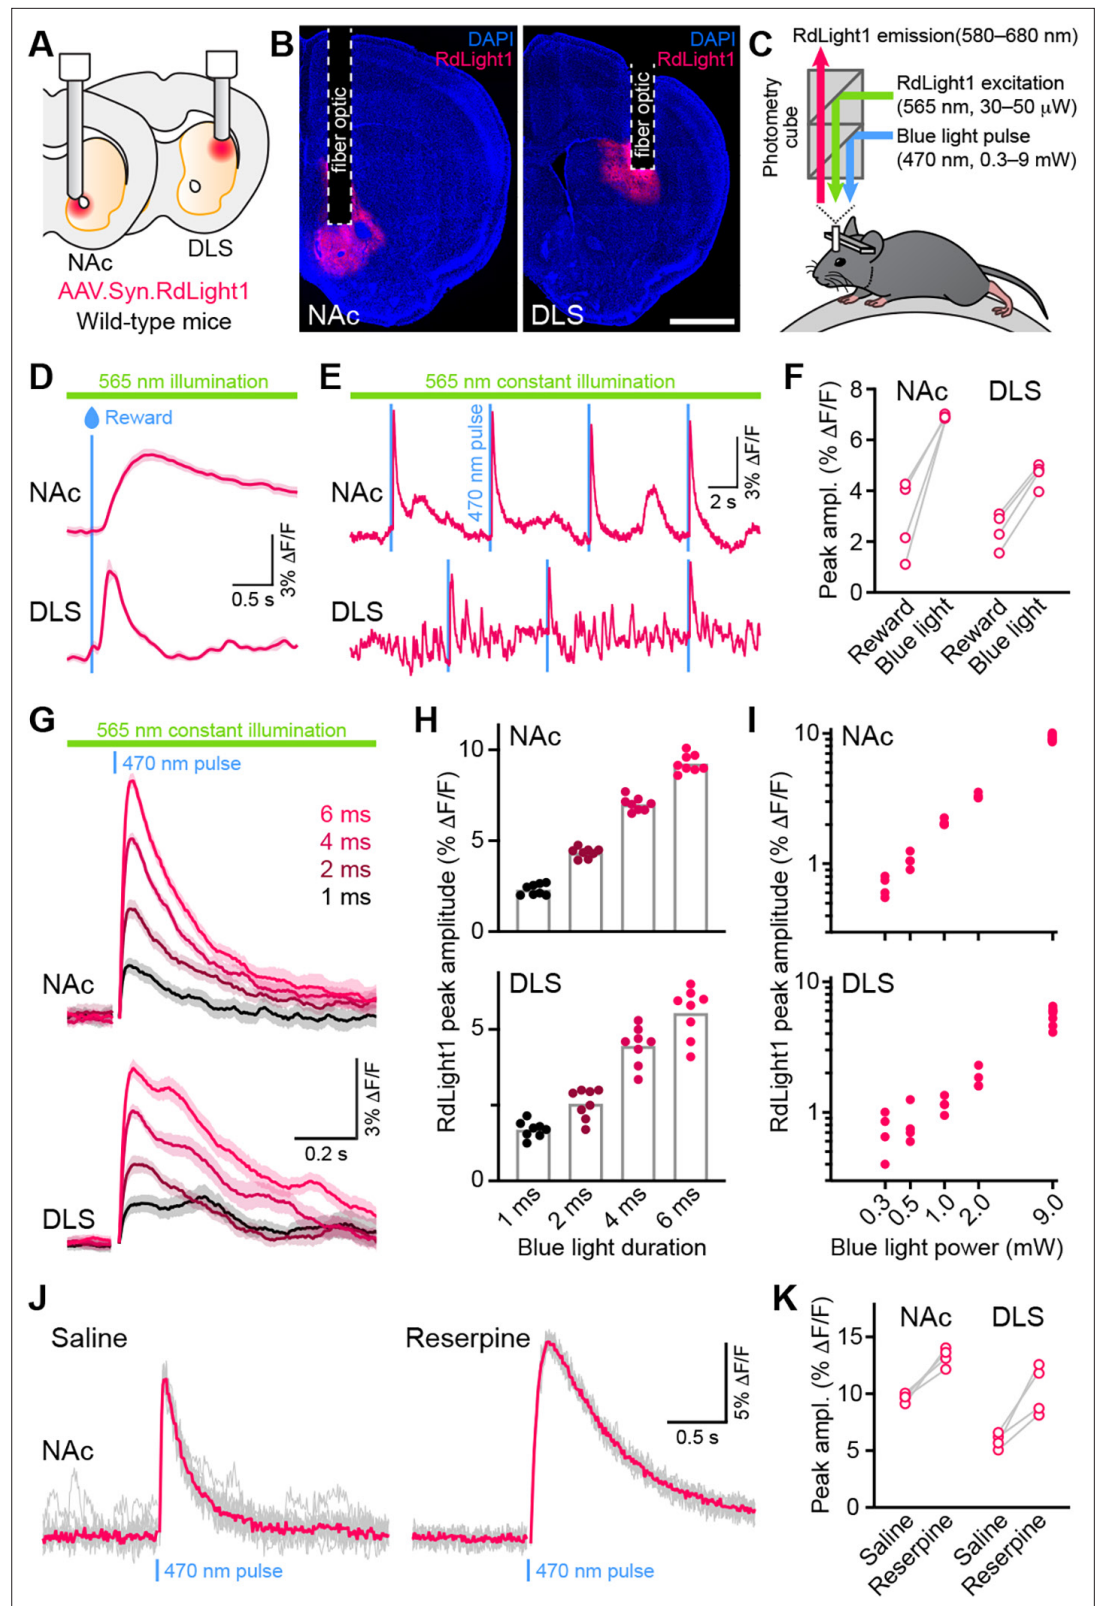 A
NAc
DLS
AAV.Syn.RdLight1
Wild-type mice
B
DAPI
RdLight1
fiber optic
NAc
DAPI
RdLight1
fiber optic
DLS
C
RdLight1 emission(580–680 nm)
Photometry
cube
RdLight1 excitation
(565 nm, 30–50 μW)
Blue light pulse
(470 nm, 0.3–9 mW)
D
565 nm illumination
Reward
NAc
DLS
0.5 s
3% ΔF/F
E
565 nm constant illumination
470 nm pulse
NAc
2 s
3% ΔF/F
DLS
F
NAc
DLS
Peak ampl. (% ΔF/F)
8
6
4
2
0
Reward
Blue light
Reward
Blue light
G
565 nm constant illumination
470 nm pulse
6 ms
4 ms
2 ms
1 ms
NAc
DLS
0.2 s
3% ΔF/F
H
NAc
RdLight1 peak amplitude (% ΔF/F)
10
5
0
DLS
5
0
1 ms
2 ms
4 ms
6 ms
Blue light duration
I
NAc
RdLight1 peak amplitude (% ΔF/F)
10
1
DLS
10
1
0.3
0.5
1.0
2.0
9.0
Blue light power (mW)
J
Saline
NAc
470 nm pulse
Reserpine
470 nm pulse
0.5 s
5% ΔF/F
K
NAc
DLS
Peak ampl. (% ΔF/F)
15
10
5
0
Saline
Reserpine
Saline
Reserpine